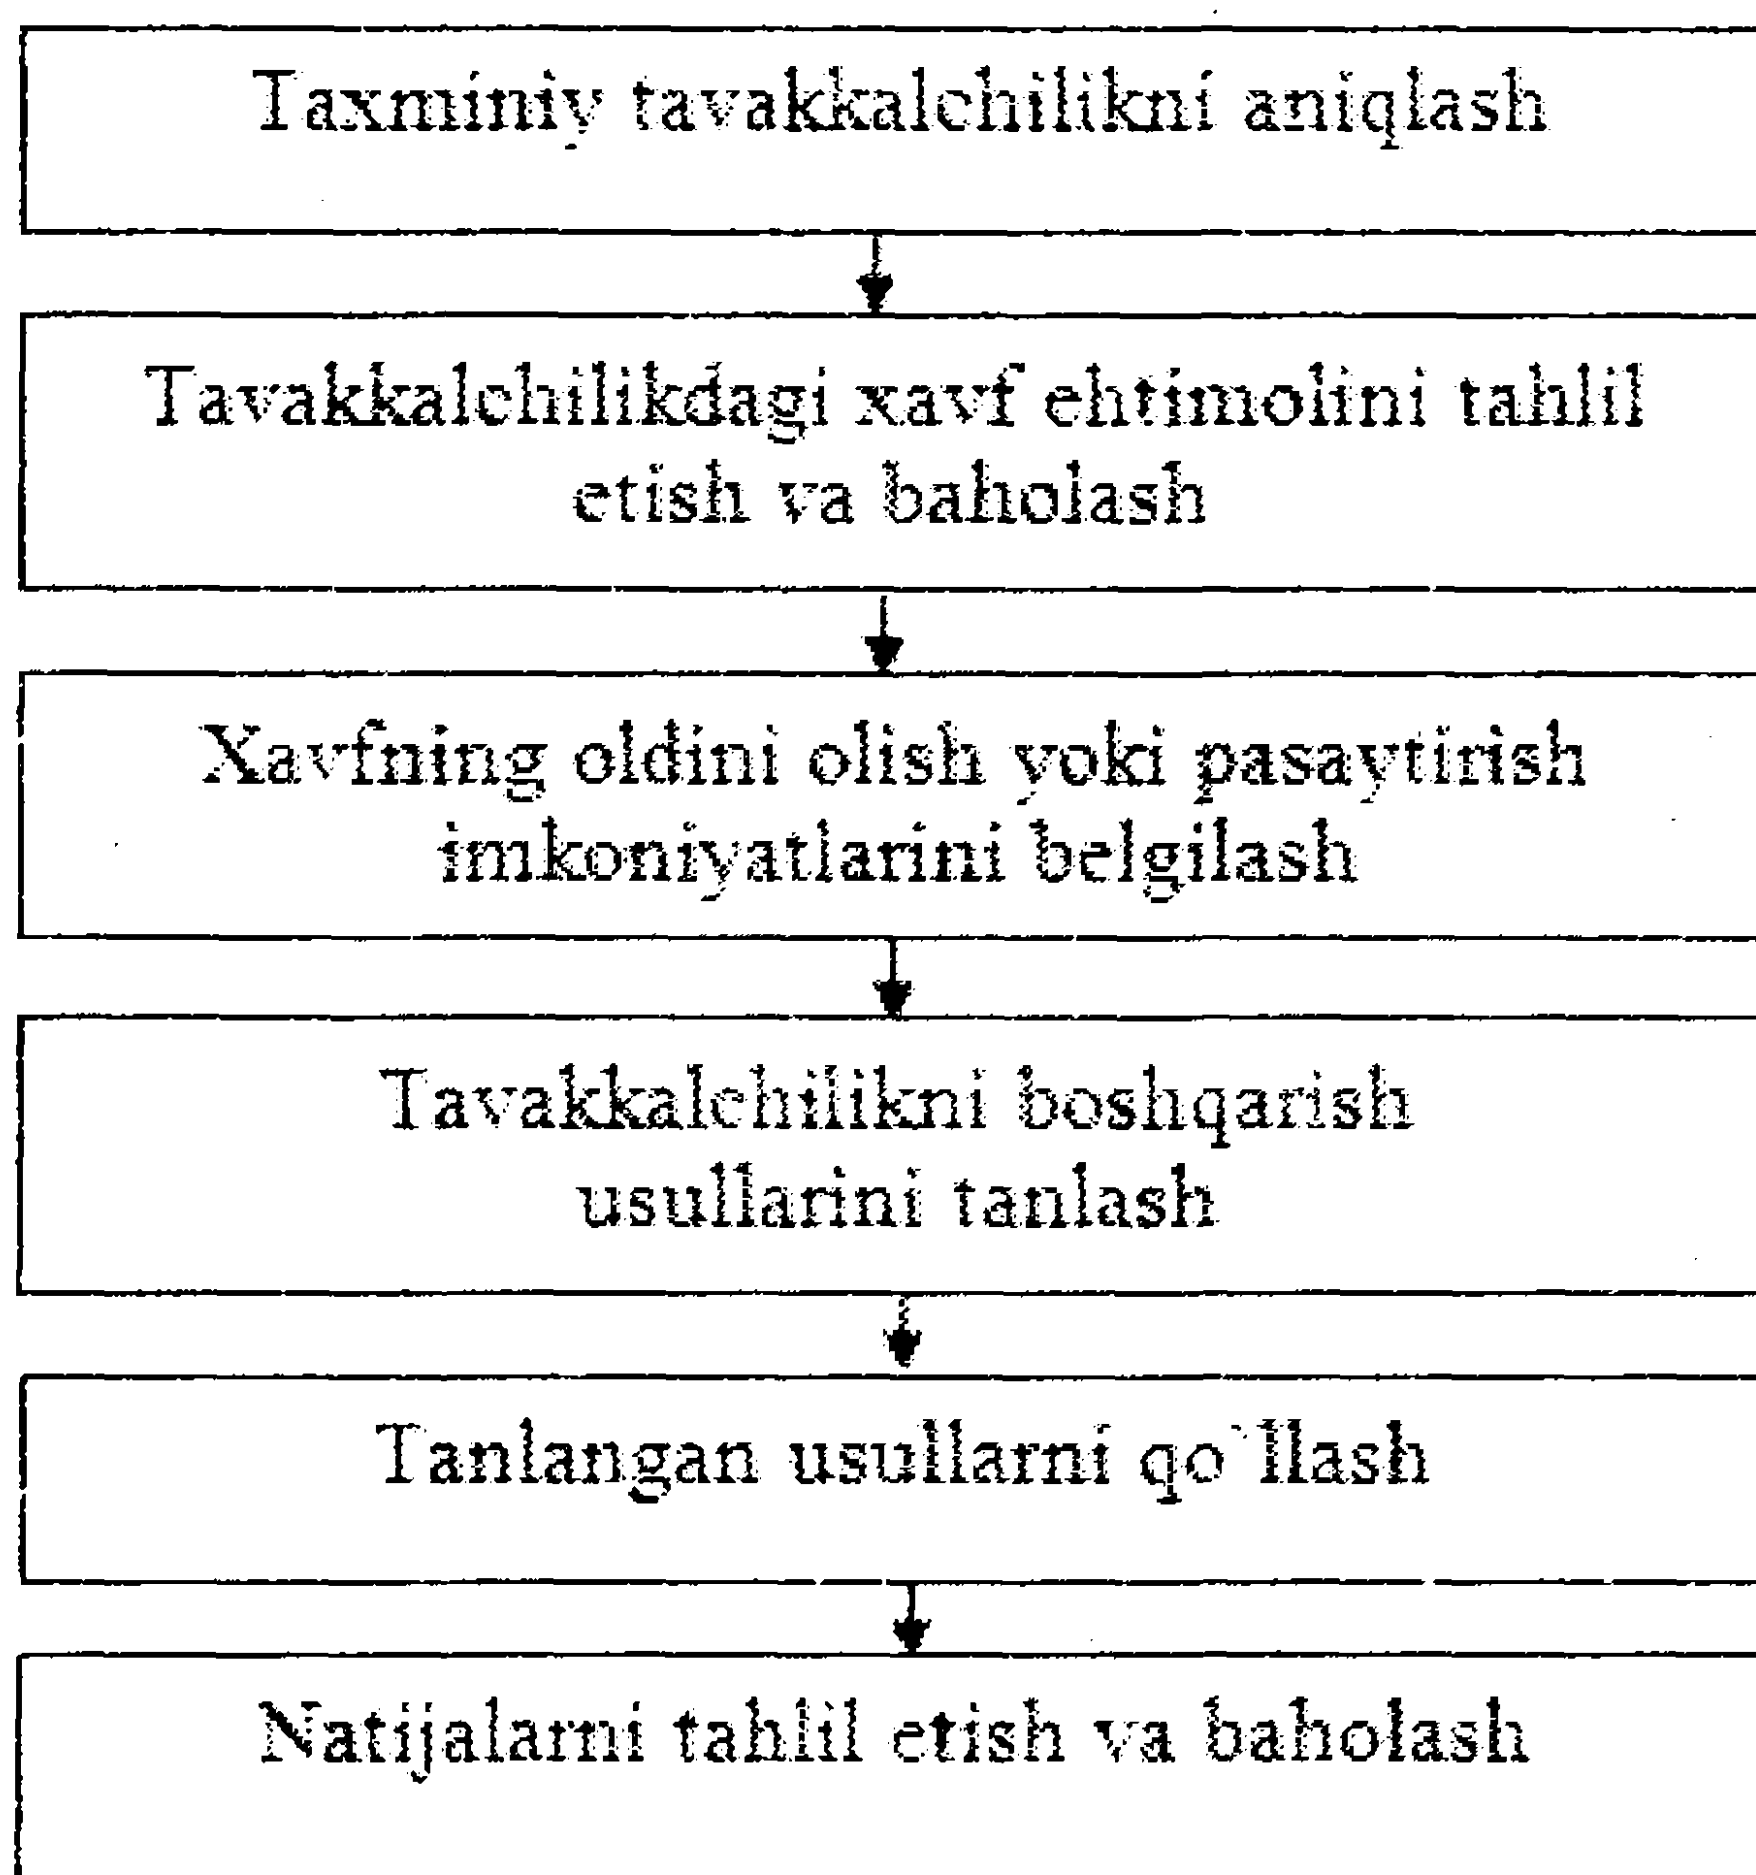 Taxminiy tavakkalchilikni aniqlash
Tavakkalchilikdagi xavf ehtimolini tahlil
etish va baholash
Xavfning oldini olish yoki pasaytirish
imkoniyatlarini belgilash
Tavakkalchilikni boshqarish
usullarini tanlash
Tanlangan usullarni qo`llash
Natijalarni tahlil etish va baholash